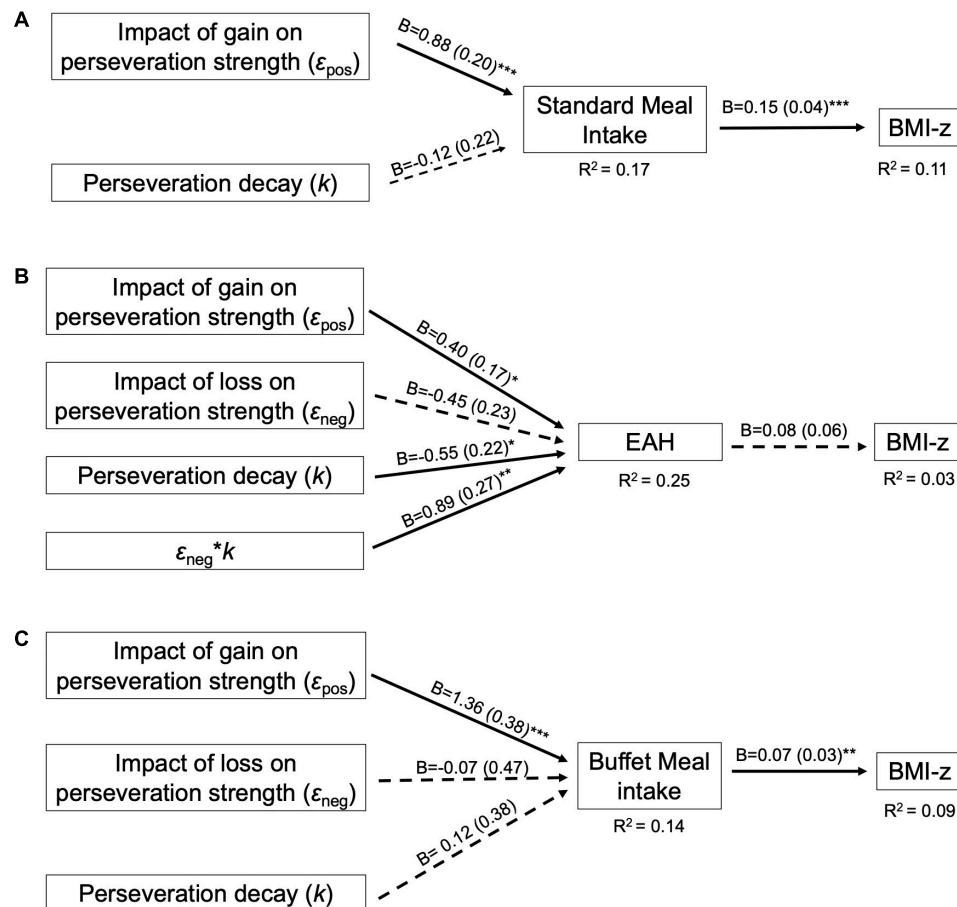 A
Impact of gain on
perseveration strength (εpos)
B=0.88 (0.20)***
Standard Meal
Intake
R² = 0.17
B=0.15 (0.04)***
BMI-z
R² = 0.11
B=-0.12 (0.22)
Perseveration decay (k)
B
Impact of gain on
perseveration strength (εpos)
B=0.40 (0.17)*
Impact of loss on
perseveration strength (εneg)
B=-0.45 (0.23)
Perseveration decay (k)
B=-0.55 (0.22)*
εneg*k
B=0.89 (0.27)**
EAH
R² = 0.25
B=0.08 (0.06)
BMI-z
R² = 0.03
C
Impact of gain on
perseveration strength (εpos)
B=1.36 (0.38)***
Impact of loss on
perseveration strength (εneg)
B=-0.07 (0.47)
Perseveration decay (k)
B= 0.12 (0.38)
Buffet Meal
intake
R² = 0.14
B=0.07 (0.03)**
BMI-z
R² = 0.09